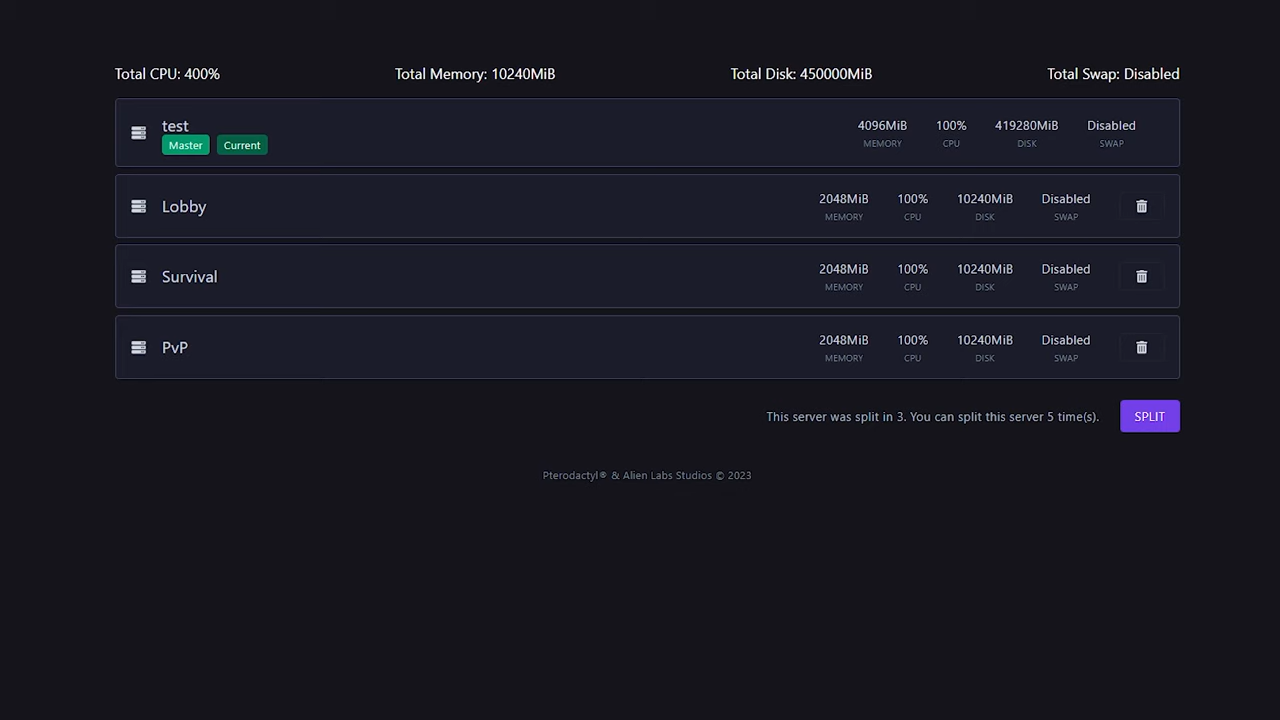 Total CPU: 400% Total Memory: 10240MiB Total Disk: 450000MiB Total Swap: Disabled
test 4096MiB 100% 419280MiB Disabled
Master Current MEMORY CPU DISK SWAP
Lobby 2048MiB 100% 10240MiB Disabled
MEMORY CPU DISK SWAP
Survival 2048MiB 100% 10240MiB Disabled
MEMORY CPU DISK SWAP
PvP 2048MiB 100% 10240MiB Disabled
MEMORY CPU DISK SWAP
This server was split in 3. You can split this server 5 time(s). SPLIT
Pterodactyl® & Alien Labs Studios © 2023